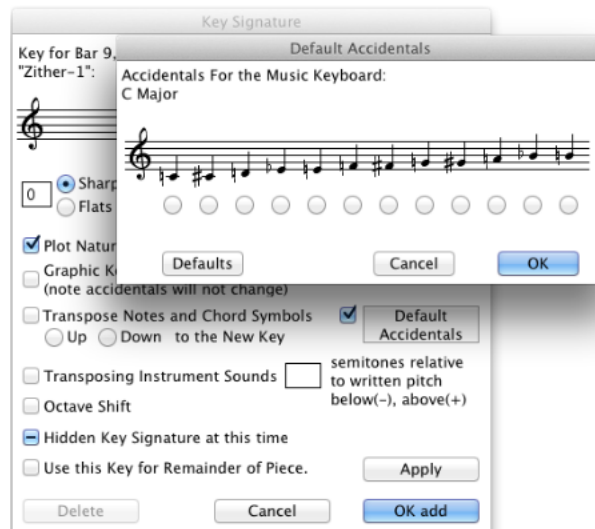 Key Signature
Key for Bar 9,
"Zither-1":
Default Accidentals
Accidentals For the Music Keyboard:
C Major
Defaults
Cancel
OK
0
Sharp
Flats
Plot Natur
Graphic K
(note accidentals will not change)
Transpose Notes and Chord Symbols
Up Down to the New Key
Default
Accidentals
Transposing Instrument Sounds
semitones relative
to written pitch
below(-), above(+)
Octave Shift
Hidden Key Signature at this time
Use this Key for Remainder of Piece.
Apply
Delete
Cancel
OK add